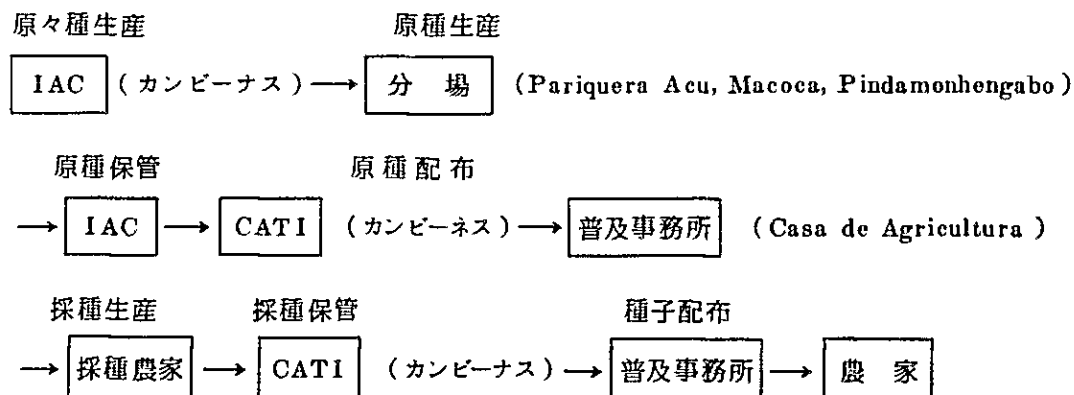 原々種生産 原種生産
IAC (カンビーナス) → 分 場 (Pariquera Acu, Macoca, Pindamonhengabo)
原種保管 原種配布
→ IAC → CATI (カンビーネス) → 普及事務所 (Casa de Agricultura)
採種生産 採種保管 種子配布
→ 採種農家 → CATI (カンビーナス) → 普及事務所 → 農 家